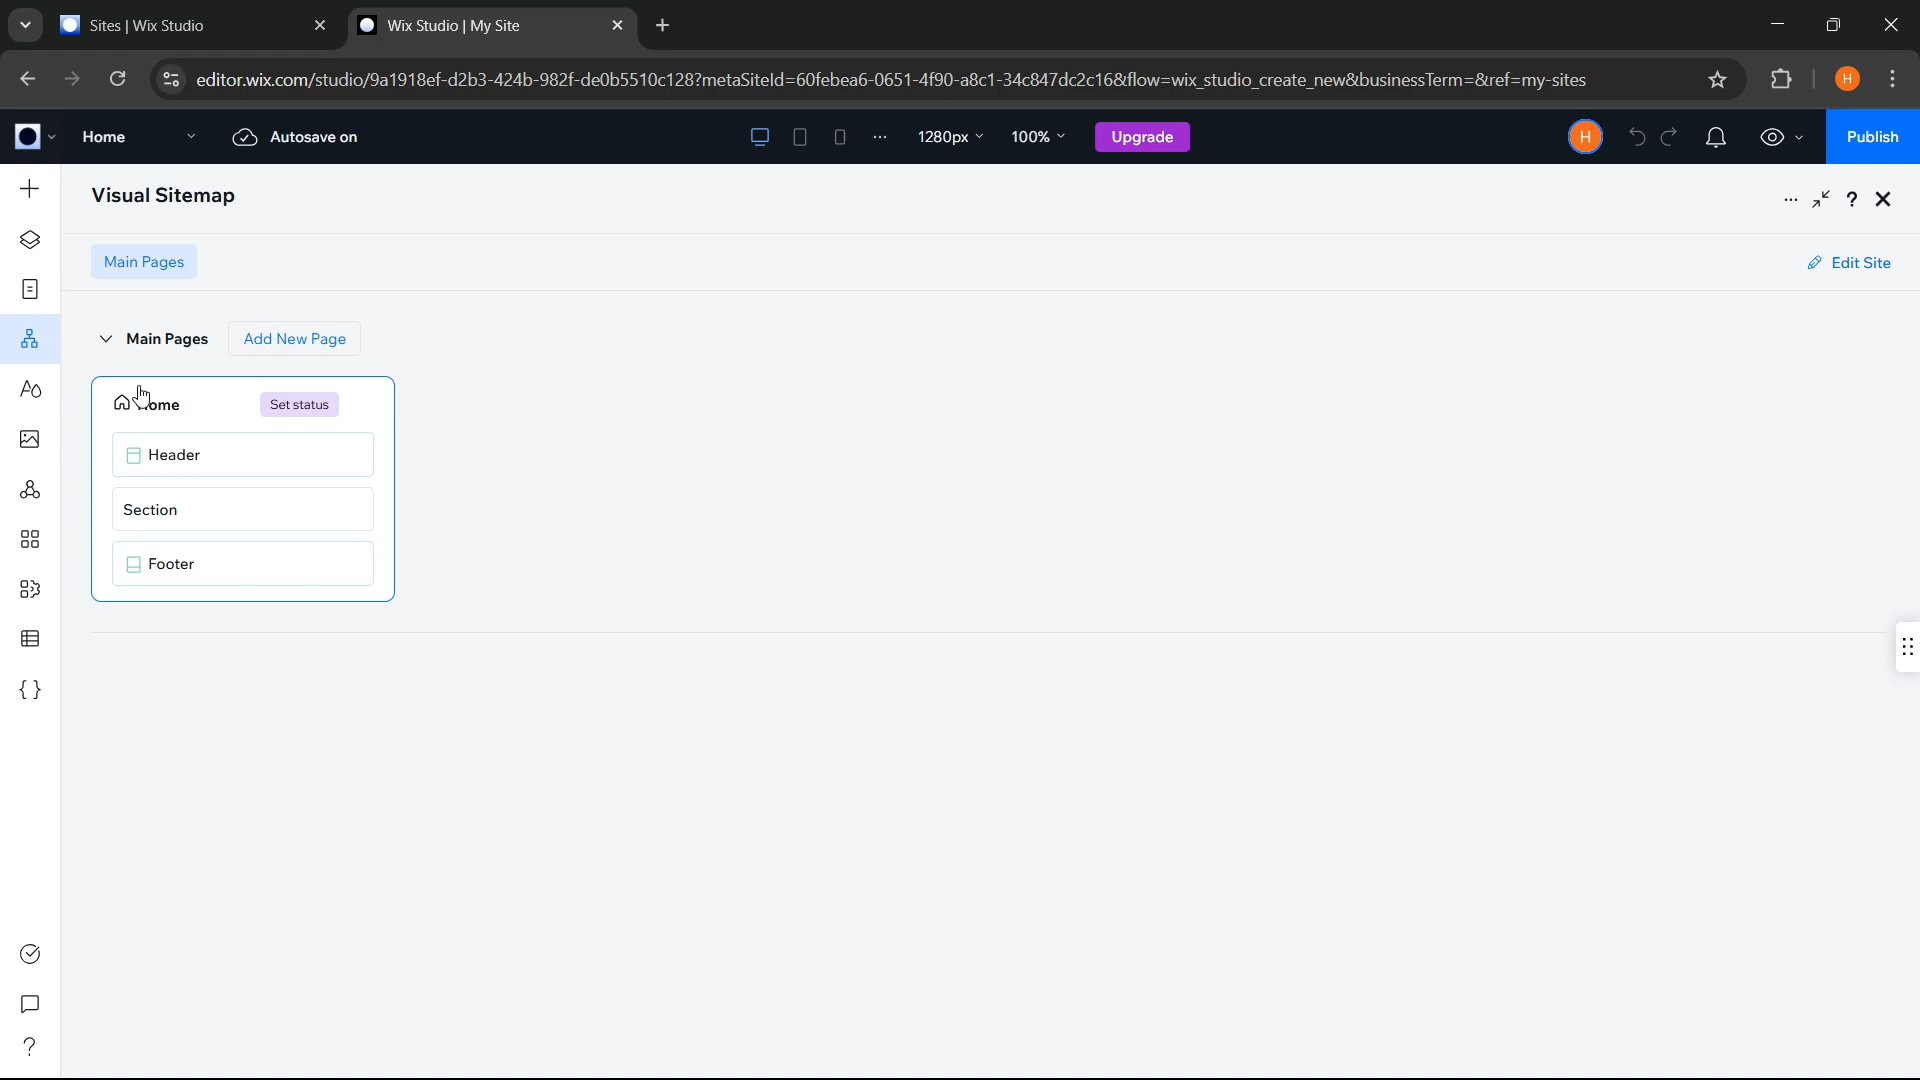 Sites | Wix Studio
Wix Studio | My Site
editor.wix.com/studio/9a1918ef-d2b3-424b-982f-de0b5510c128?metaSiteId=60febea6-0651-4f90-a8c1-34c847dc2c16&flow=wix_studio_create_new&businessTerm=&ref=my-sites
H
Home
Autosave on
1280px
100%
Upgrade
H
Publish
Visual Sitemap
Main Pages
Edit Site
Main Pages
Add New Page
Home
Set status
Header
Section
Footer